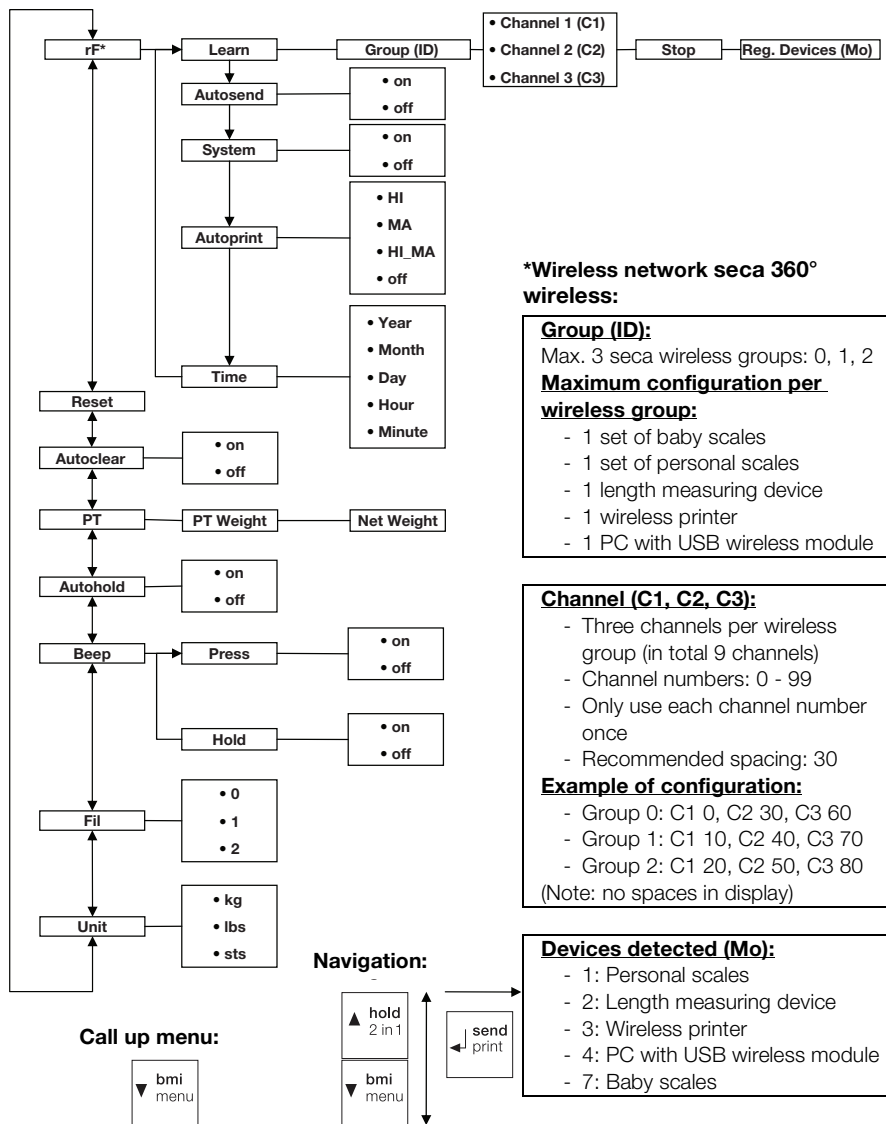 rF*
Learn
Group (ID)
• Channel 1 (C1)
• Channel 2 (C2)
• Channel 3 (C3)
Stop
Reg. Devices (Mo)
Autosend
• on
• off
System
• on
• off
Autoprint
• HI
• MA
• HI_MA
• off
Time
• Year
• Month
• Day
• Hour
• Minute
Reset
Autoclear
• on
• off
PT
PT Weight
Net Weight
Autohold
• on
• off
Beep
Press
• on
• off
Hold
• on
• off
Fil
• 0
• 1
• 2
Unit
• kg
• lbs
• sts
*Wireless network seca 360°
wireless:
Group (ID):
Max. 3 seca wireless groups: 0, 1, 2
Maximum configuration per
wireless group:
- 1 set of baby scales
- 1 set of personal scales
- 1 length measuring device
- 1 wireless printer
- 1 PC with USB wireless module
Channel (C1, C2, C3):
- Three channels per wireless
group (in total 9 channels)
- Channel numbers: 0 - 99
- Only use each channel number
once
- Recommended spacing: 30
Example of configuration:
- Group 0: C1 0, C2 30, C3 60
- Group 1: C1 10, C2 40, C3 70
- Group 2: C1 20, C2 50, C3 80
(Note: no spaces in display)
Devices detected (Mo):
- 1: Personal scales
- 2: Length measuring device
- 3: Wireless printer
- 4: PC with USB wireless module
- 7: Baby scales
Navigation:
hold
2 in 1
bmi
menu
send
print
Call up menu:
bmi
menu